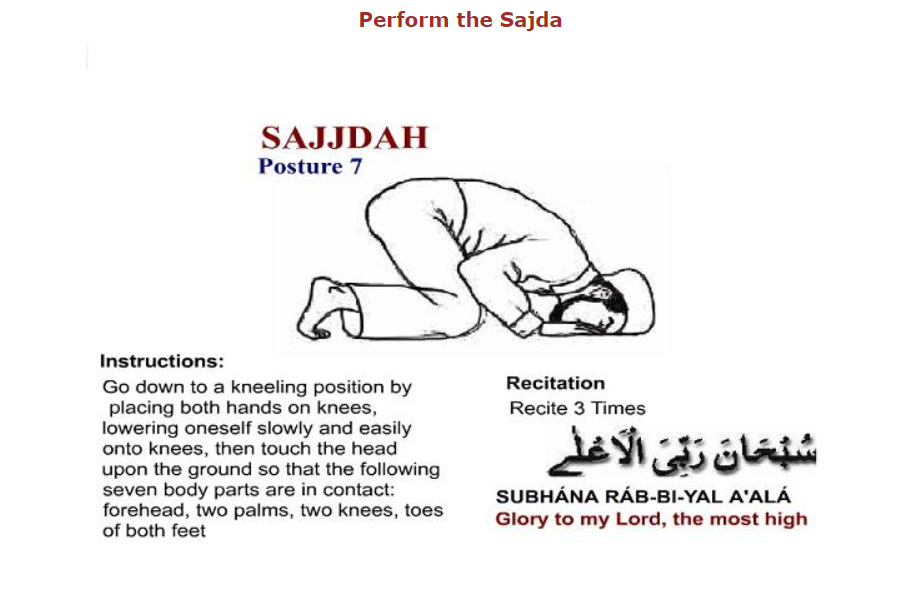 Perform the Sajda
SAJJDAH
Posture 7
Instructions:
Go down to a kneeling position by
placing both hands on knees,
lowering oneself slowly and easily
onto knees, then touch the head
upon the ground so that the following
seven body parts are in contact:
forehead, two palms, two knees, toes
of both feet
Recitation
Recite 3 Times
سُبْحَانَ رَبِّيَ الْاَعْلٰے
SUBHÁNA RÁB-BI-YAL A'ALÁ
Glory to my Lord, the most high